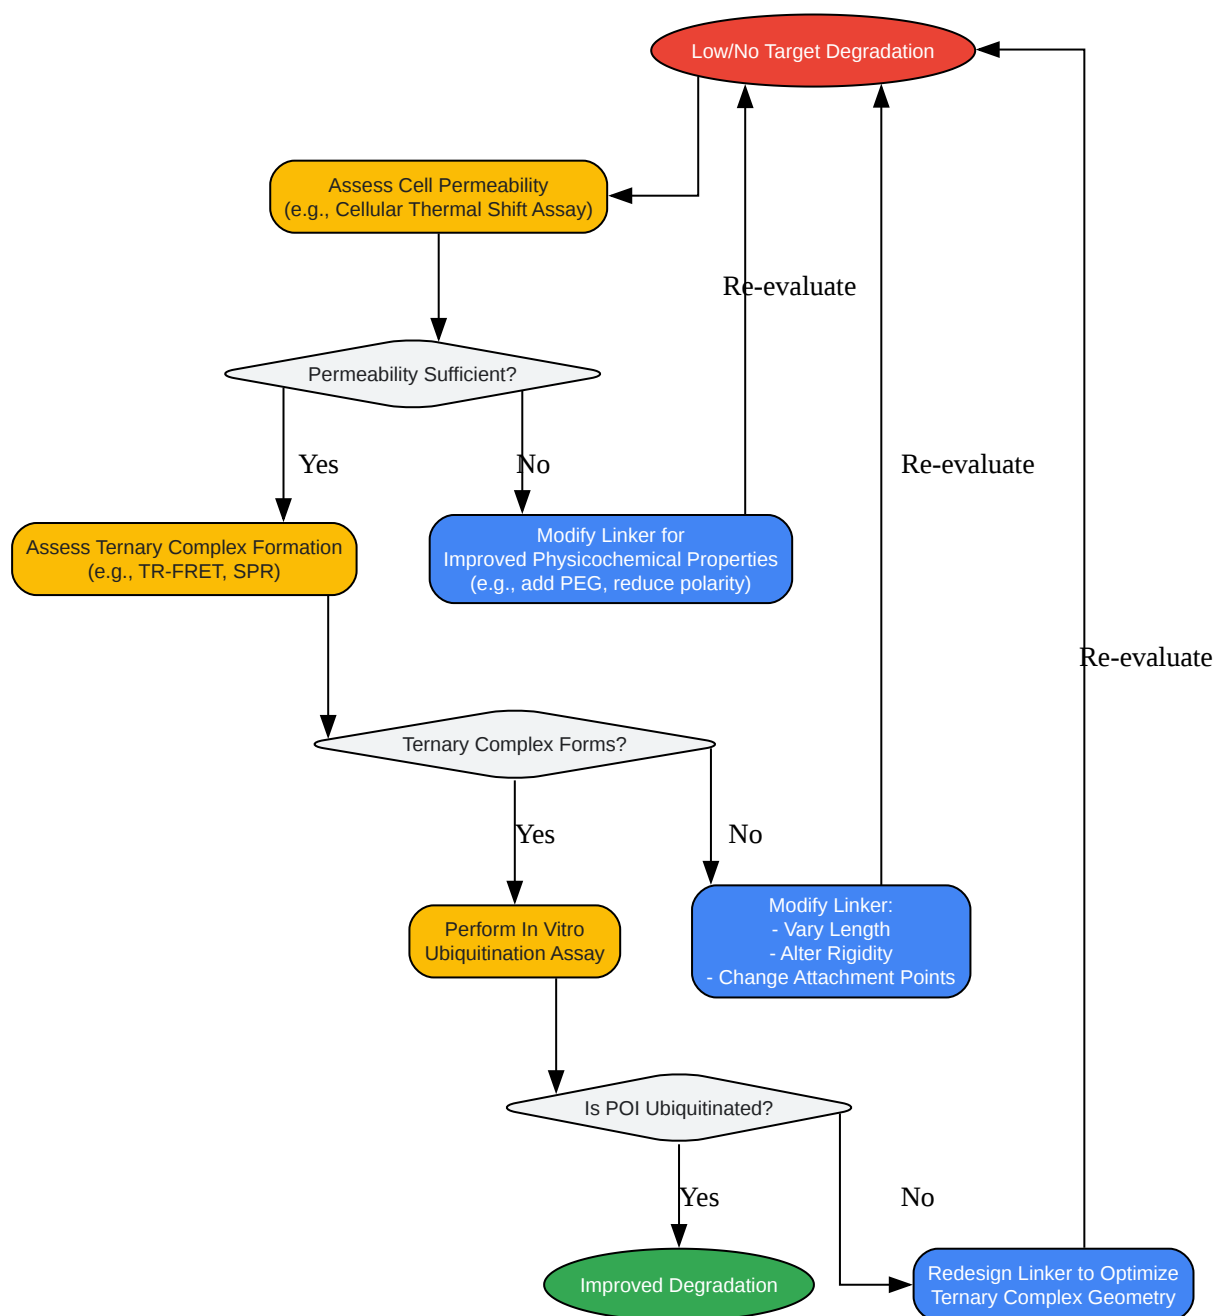 Low/No Target Degradation
Assess Cell Permeability
(e.g., Cellular Thermal Shift Assay)
Re-evaluate
Permeability Sufficient?
Yes
No
Re-evaluate
Assess Ternary Complex Formation
(e.g., TR-FRET, SPR)
Modify Linker for
Improved Physicochemical Properties
(e.g., add PEG, reduce polarity)
Re-evaluate
Ternary Complex Forms?
Yes
No
Perform In Vitro
Ubiquitination Assay
Modify Linker:
- Vary Length
- Alter Rigidity
- Change Attachment Points
Is POI Ubiquitinated?
Yes
No
Improved Degradation
Redesign Linker to Optimize
Ternary Complex Geometry